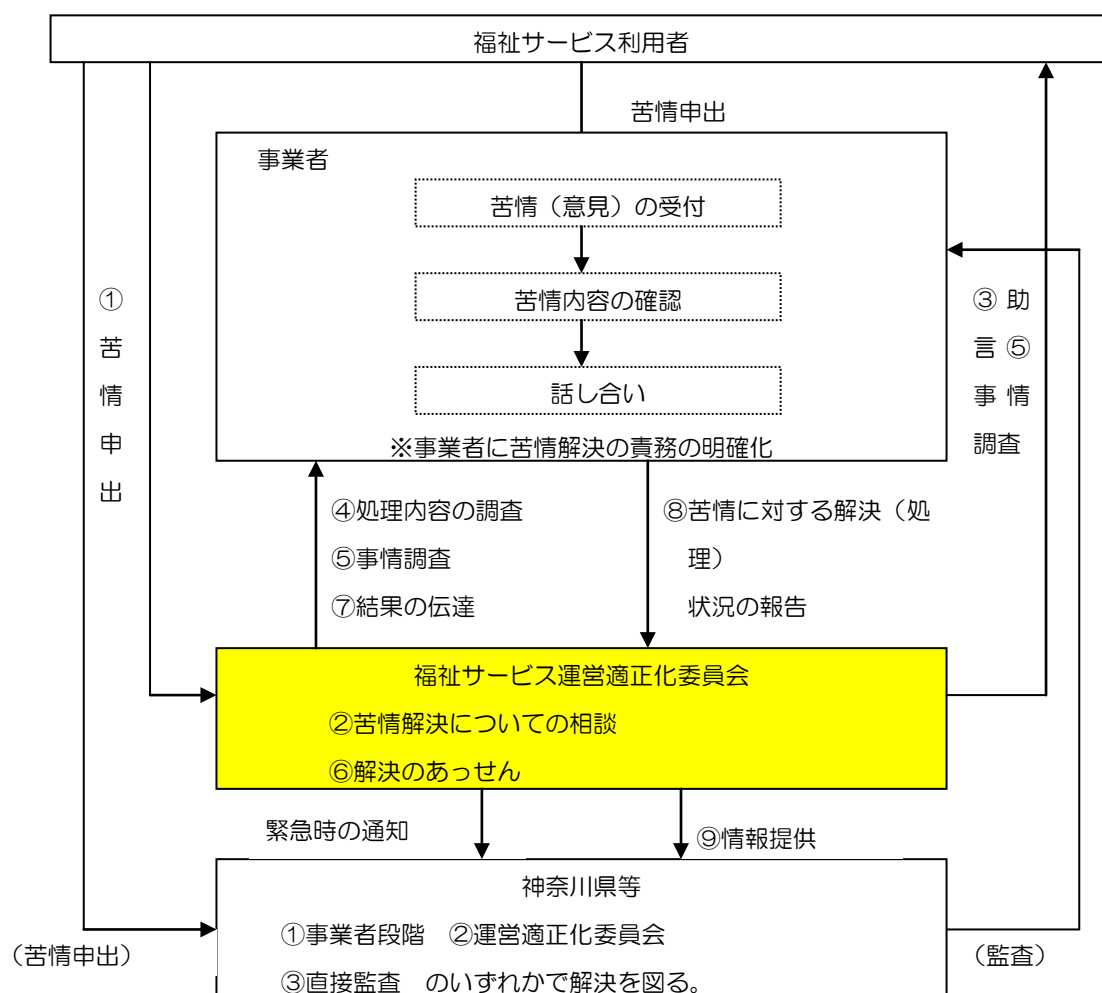 福祉サービス利用者
苦情申出
事業者
苦情（意見）の受付
苦情内容の確認
話し合い
※事業者に苦情解決の責務の明確化
①
苦
情
申
出
③ 助
言 ⑤
事 情
調査
④処理内容の調査
⑤事情調査
⑦結果の伝達
⑧苦情に対する解決（処
理）
状況の報告
福祉サービス運営適正化委員会
②苦情解決についての相談
⑥解決のあっせん
緊急時の通知
⑨情報提供
神奈川県等
①事業者段階　②運営適正化委員会
③直接監査　のいずれかで解決を図る。
（苦情申出）
（監査）